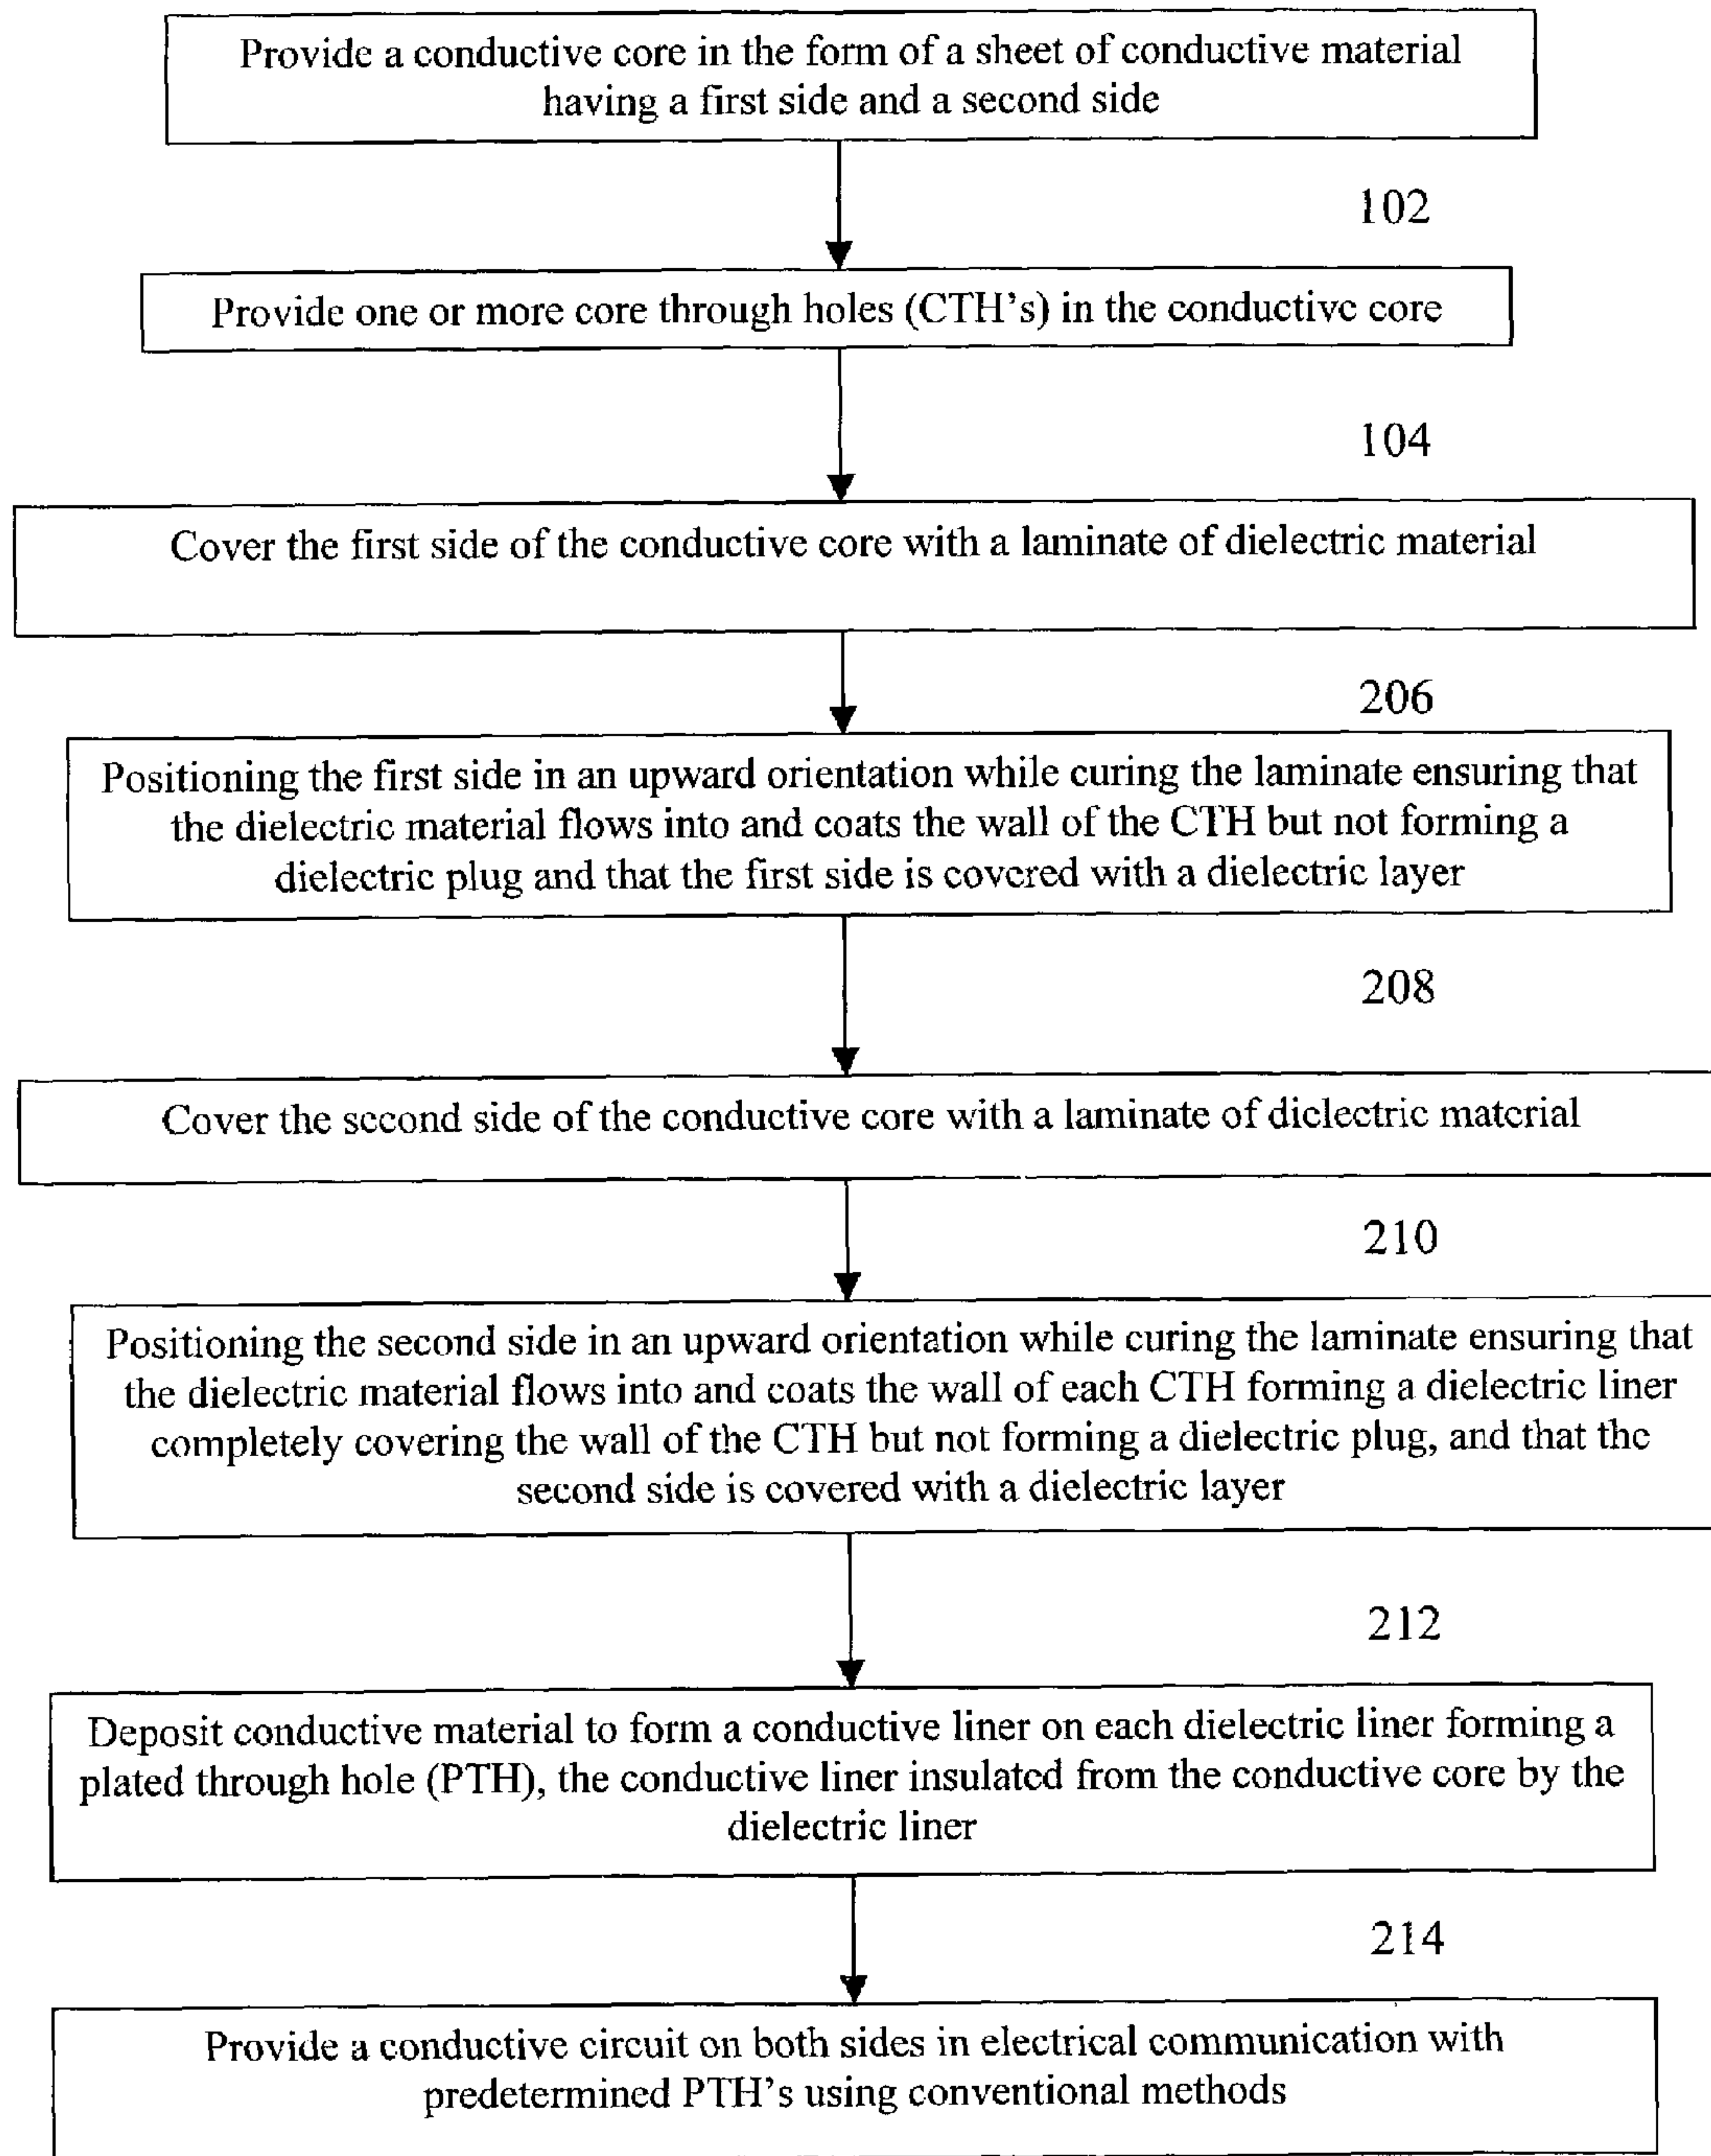 Provide a conductive core in the form of a sheet of conductive material
having a first side and a second side
102
Provide one or more core through holes (CTH's) in the conductive core
104
Cover the first side of the conductive core with a laminate of dielectric material
206
Positioning the first side in an upward orientation while curing the laminate ensuring that
the dielectric material flows into and coats the wall of the CTH but not forming a
dielectric plug and that the first side is covered with a dielectric layer
208
Cover the second side of the conductive core with a laminate of dielectric material
210
Positioning the second side in an upward orientation while curing the laminate ensuring that
the dielectric material flows into and coats the wall of each CTH forming a dielectric liner
completely covering the wall of the CTH but not forming a dielectric plug, and that the
second side is covered with a dielectric layer
212
Deposit conductive material to form a conductive liner on each dielectric liner forming a
plated through hole (PTH), the conductive liner insulated from the conductive core by the
dielectric liner
214
Provide a conductive circuit on both sides in electrical communication with
predetermined PTH's using conventional methods